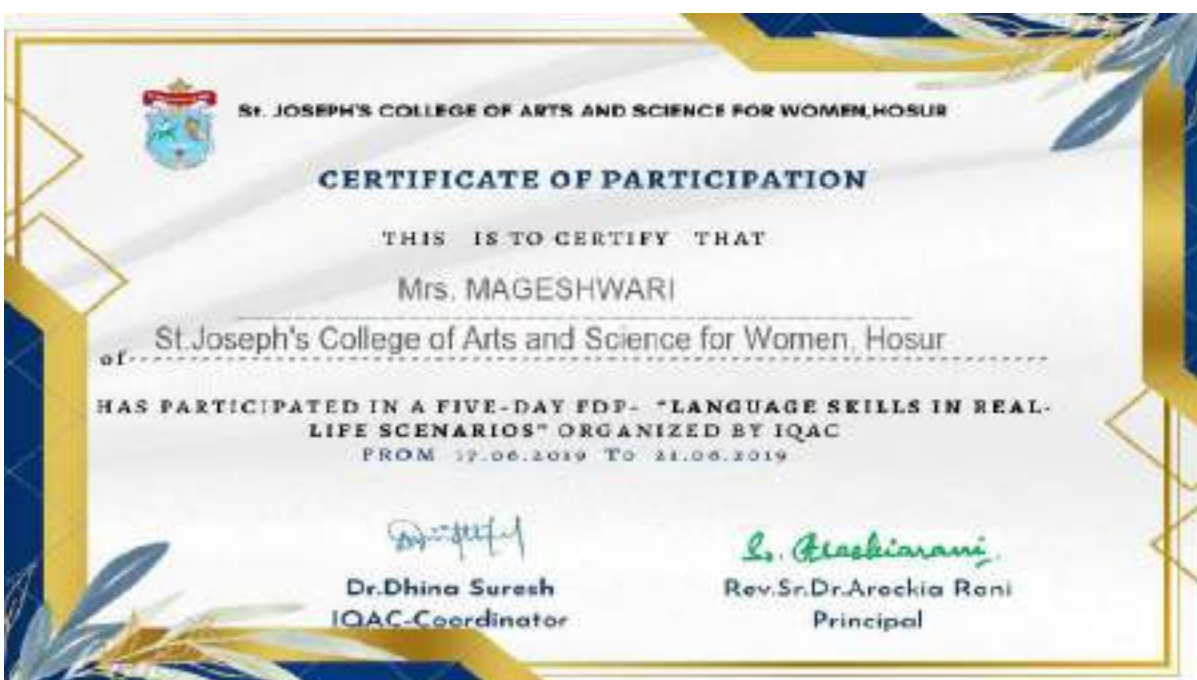 St. JOSEPH'S COLLEGE OF ARTS AND SCIENCE FOR WOMEN,HOSUR
CERTIFICATE OF PARTICIPATION
THIS IS TO CERTIFY THAT
Mrs. MAGESHWARI
of St.Joseph's College of Arts and Science for Women, Hosur
HAS PARTICIPATED IN A FIVE-DAY FDP- "LANGUAGE SKILLS IN REAL-
LIFE SCENARIOS" ORGANIZED BY IQAC
FROM 17.06.2019 TO 21.06.2019
Dr.Dhina Suresh
IQAC-Coordinator
Rev.Sr.Dr.Arockia Rani
Principal